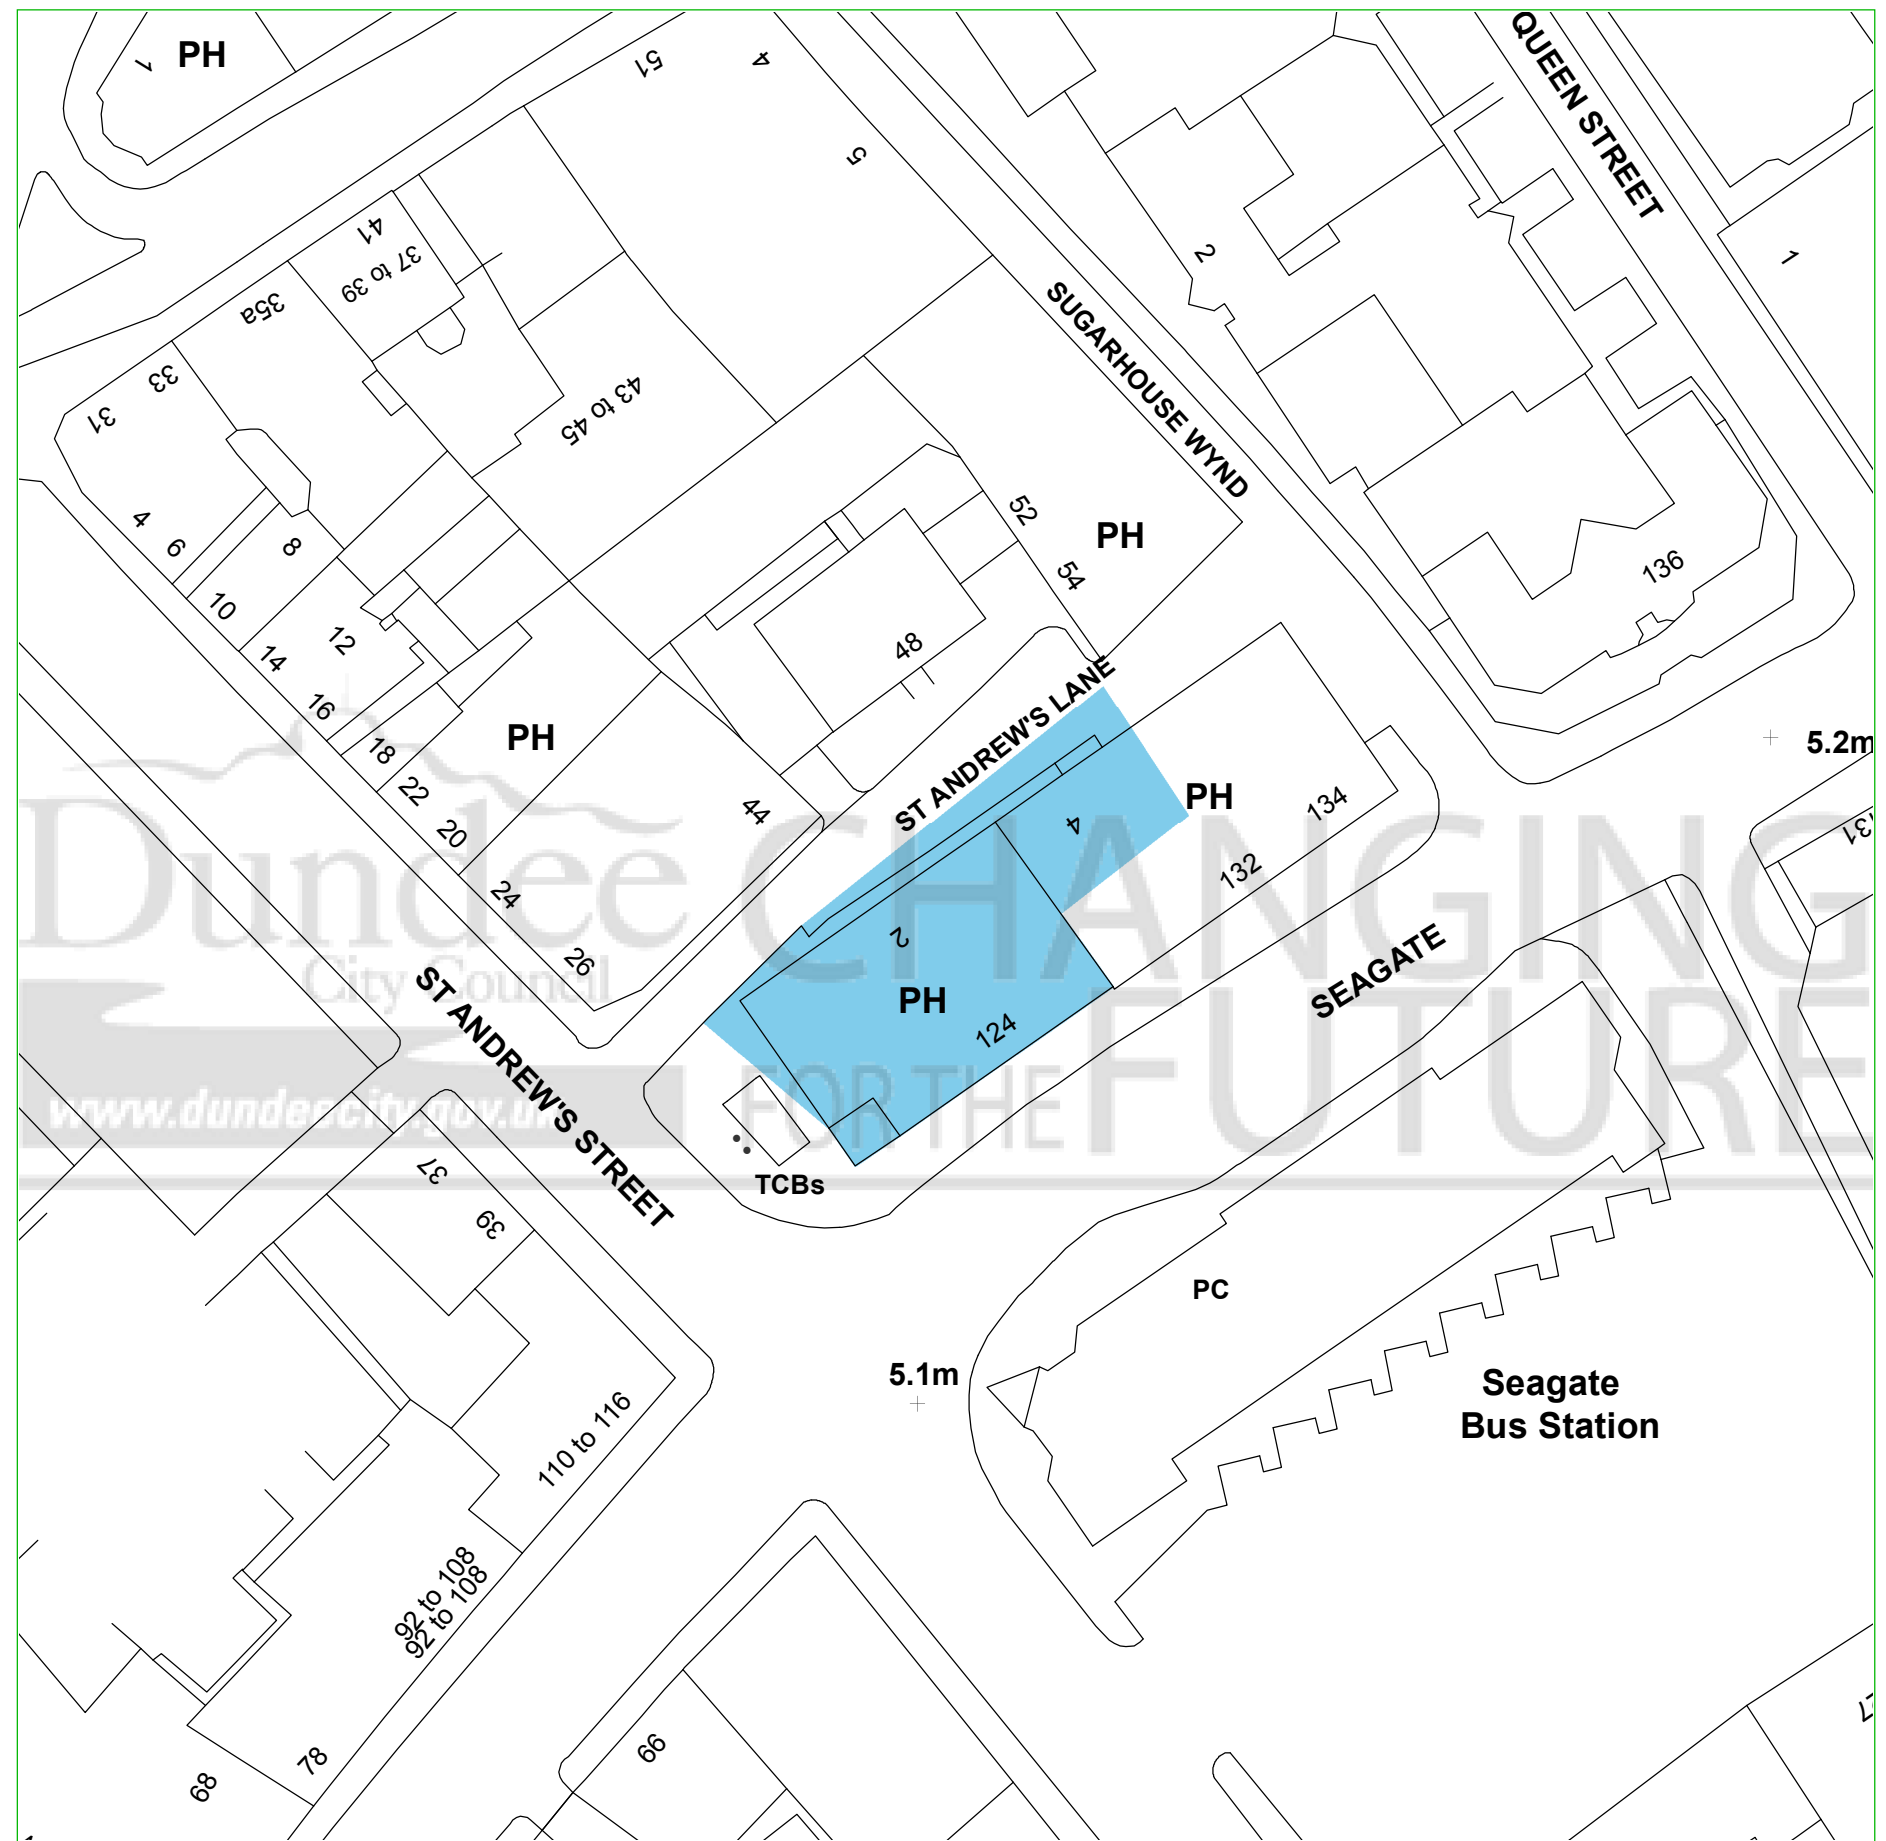 PH
1
51
4
5
QUEEN STREET
41
37 to 39
35a
33
31
43 to 45
2
1
SUGARHOUSE WYND
52
54
PH
136
4
6
8
10
12
14
16
18
22
20
24
26
PH
44
48
ST ANDREW'S LANE
5.2m
PH
4
134
132
131
2
PH
124
SEAGATE
Dundee
City Council
www.dundeecity.gov.u
CHANGING
FOR THE FUTURE
ST ANDREW'S STREET
TCBs
37
39
PC
5.1m
Seagate
Bus Station
110 to 116
92 to 108
92 to 108
78
68
66